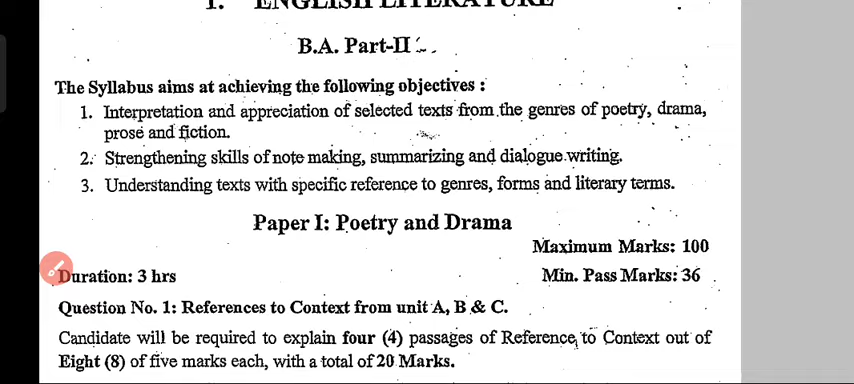 1. ENGLISH LITERATURE
B.A. Part-II
The Syllabus aims at achieving the following objectives :
1. Interpretation and appreciation of selected texts from the genres of poetry, drama,
prose and fiction.
2. Strengthening skills of note making, summarizing and dialogue writing.
3. Understanding texts with specific reference to genres, forms and literary terms.
Paper I: Poetry and Drama
Maximum Marks: 100
Duration: 3 hrs Min. Pass Marks: 36
Question No. 1: References to Context from unit A, B & C.
Candidate will be required to explain four (4) passages of Reference to Context out of
Eight (8) of five marks each, with a total of 20 Marks.